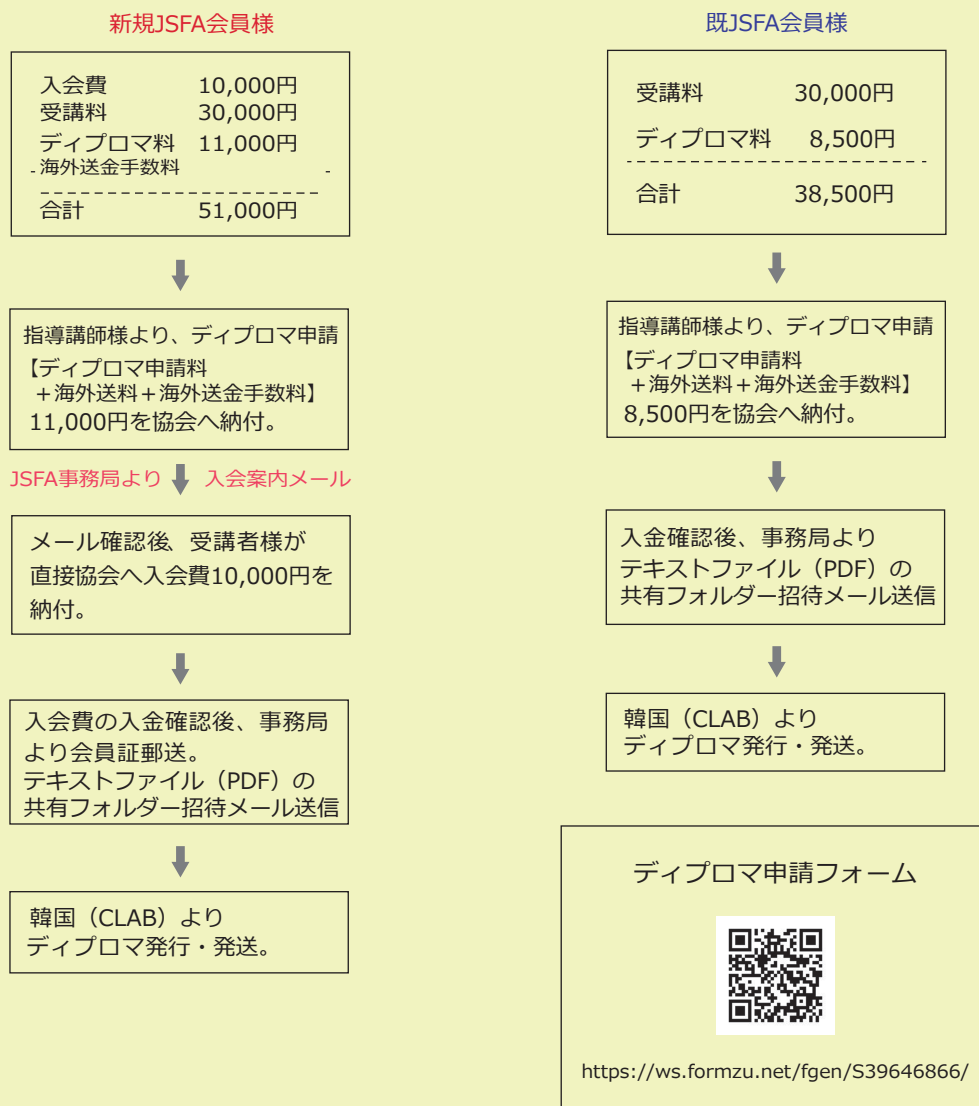 新規JSFA会員様
入会費 10,000円
受講料 30,000円
ディプロマ料 11,000円
海外送金手数料
合計 51,000円
指導講師様より、ディプロマ申請
【ディプロマ申請料
+海外送料+海外送金手数料】
11,000円を協会へ納付。
JSFA事務局より 入会案内メール
メール確認後、受講者様が
直接協会へ入会費10,000円を
納付。
入会費の入金確認後、事務局
より会員証郵送。
テキストファイル（PDF）の
共有フォルダー招待メール送信
韓国（CLAB）より
ディプロマ発行・発送。
既JSFA会員様
受講料 30,000円
ディプロマ料 8,500円
合計 38,500円
指導講師様より、ディプロマ申請
【ディプロマ申請料
+海外送料+海外送金手数料】
8,500円を協会へ納付。
入金確認後、事務局より
テキストファイル（PDF）の
共有フォルダー招待メール送信
韓国（CLAB）より
ディプロマ発行・発送。
ディプロマ申請フォーム
https://ws.formzu.net/fgen/S39646866/